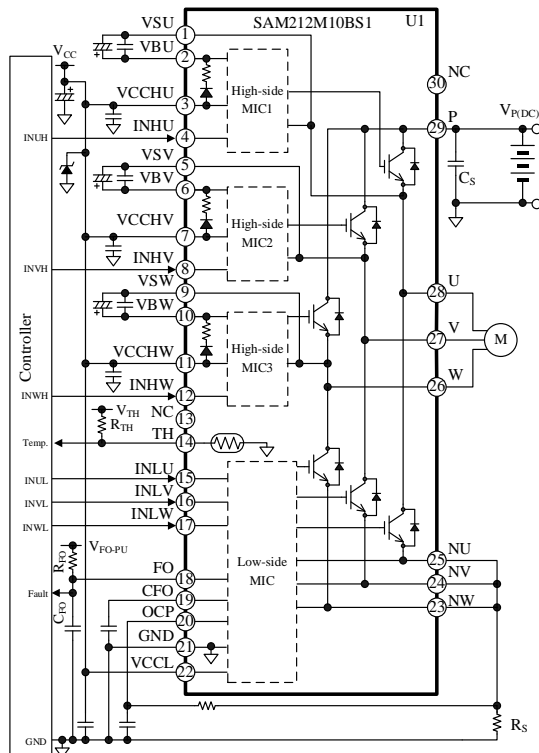 SAM212M10BS1 U1
VSU 1
VBU 2
VCC
VCCHU 3
INUH INHU 4
High-side
MIC1
NC 30
P 29
VP(DC)
CS
VSV 5
VBV 6
VCCHV 7
INVH INHV 8
High-side
MIC2
VSW 9
VBW 10
VCCHW 11
INWH INHW 12
High-side
MIC3
U 28
V 27
W 26
M
Controller
VTH
RTH
NC 13
Temp. TH 14
INUL INLU 15
INVL INLV 16
INWL INLW 17
VFO-PU
RFO
FO 18
Fault
CFO
CFO 19
OCP 20
GND 21
VCCL 22
Low-side
MIC
NU 25
NV 24
NW 23
RS
GND